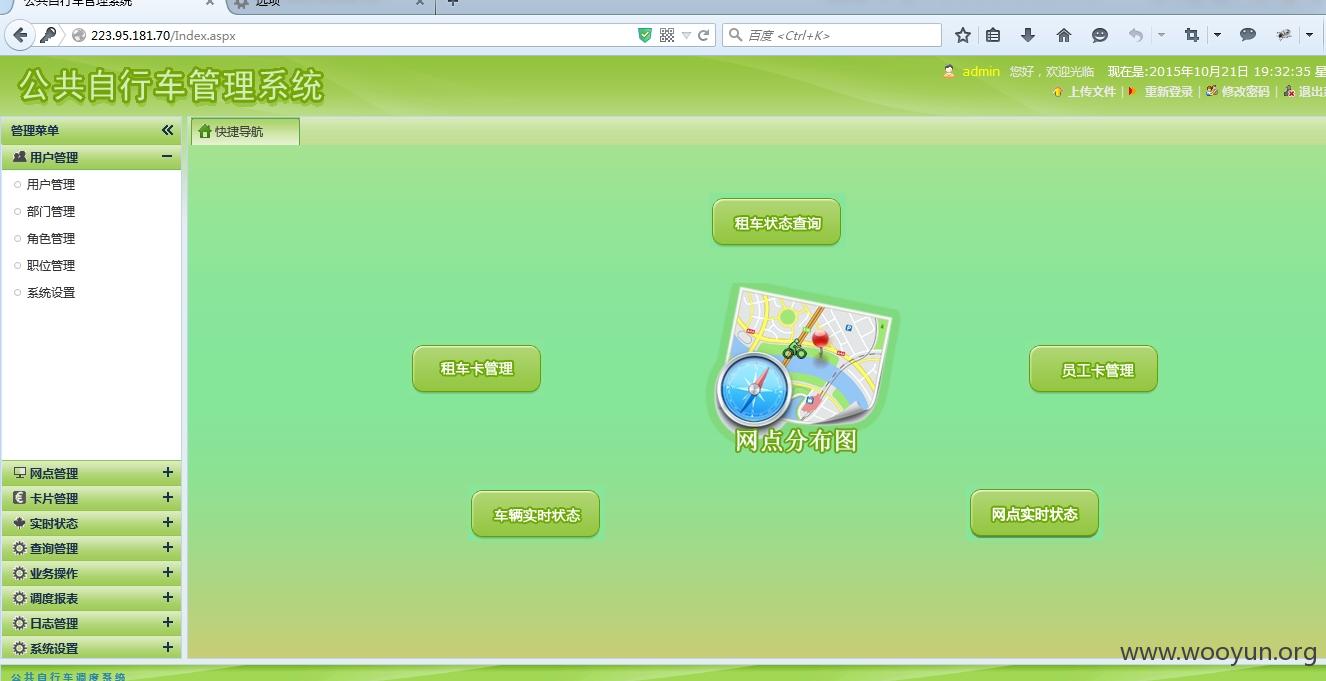 公共自行车管理系统
选项
223.95.181.70/Index.aspx
百度 <Ctrl+K>
公共自行车管理系统
admin 您好，欢迎光临 现在是:2015年10月21日 19:32:35 星
上传文件 | 重新登录 | 修改密码 | 退出
管理菜单
快捷导航
用户管理
用户管理
部门管理
角色管理
职位管理
系统设置
租车状态查询
租车卡管理
员工卡管理
网点分布图
车辆实时状态
网点实时状态
网点管理
卡片管理
实时状态
查询管理
业务操作
调度报表
日志管理
系统设置
www.wooyun.org
公共自行车调度系统